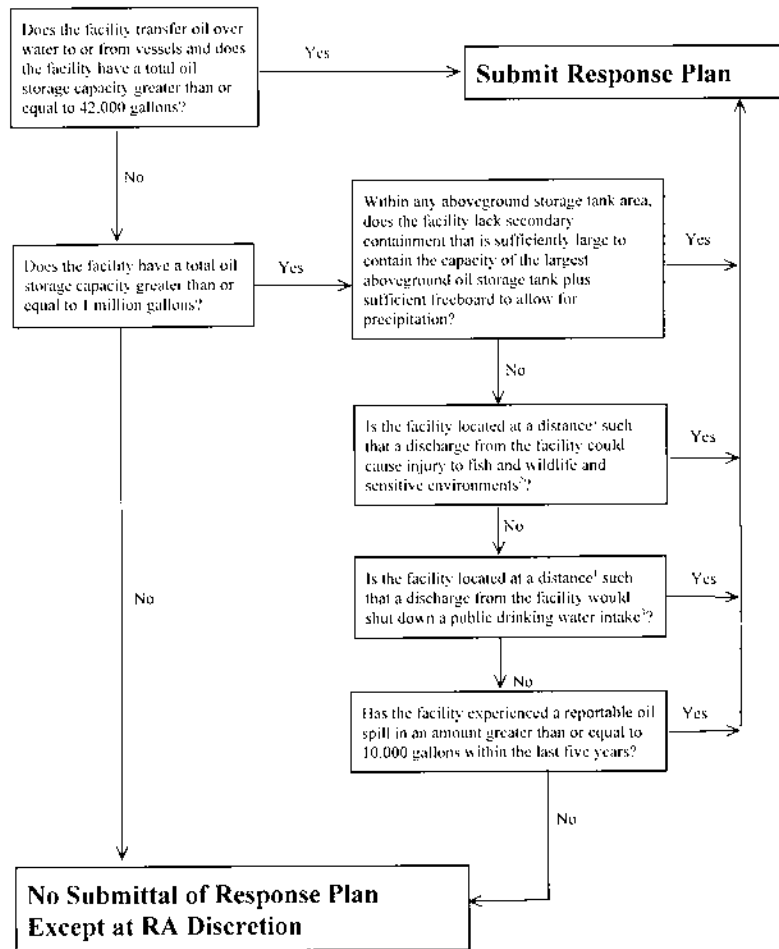 Does the facility transfer oil over
water to or from vessels and does
the facility have a total oil
storage capacity greater than or
equal to 42,000 gallons?
Yes
Submit Response Plan
No
Does the facility have a total oil
storage capacity greater than or
equal to 1 million gallons?
Yes
Within any aboveground storage tank area,
does the facility lack secondary
containment that is sufficiently large to
contain the capacity of the largest
aboveground oil storage tank plus
sufficient freeboard to allow for
precipitation?
Yes
No
Is the facility located at a distance¹ such
that a discharge from the facility could
cause injury to fish and wildlife and
sensitive environments²?
Yes
No
Is the facility located at a distance¹ such
that a discharge from the facility would
shut down a public drinking water intake³?
Yes
No
No
Has the facility experienced a reportable oil
spill in an amount greater than or equal to
10,000 gallons within the last five years?
Yes
No
No Submittal of Response Plan
Except at RA Discretion